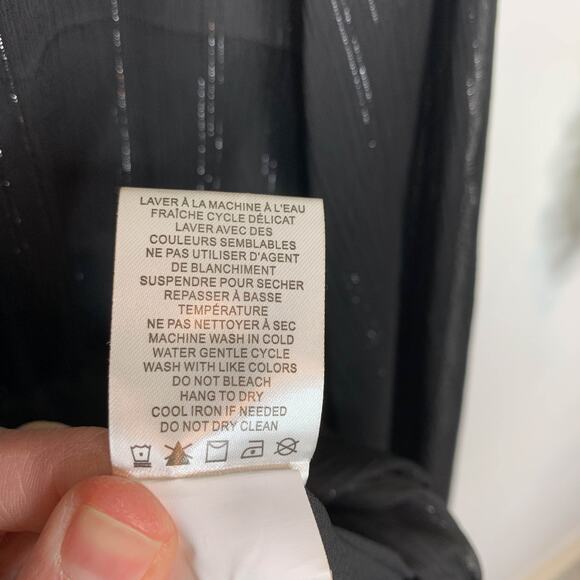 LAVER À LA MACHINE À L'EAU
FRAÎCHE CYCLE DÉLICAT
LAVER AVEC DES
COULEURS SEMBLABLES
NE PAS UTILISER D'AGENT
DE BLANCHIMENT
SUSPENDRE POUR SECHER
REPASSER À BASSE
TEMPÉRATURE
NE PAS NETTOYER À SEC
MACHINE WASH IN COLD
WATER GENTLE CYCLE
WASH WITH LIKE COLORS
DO NOT BLEACH
HANG TO DRY
COOL IRON IF NEEDED
DO NOT DRY CLEAN